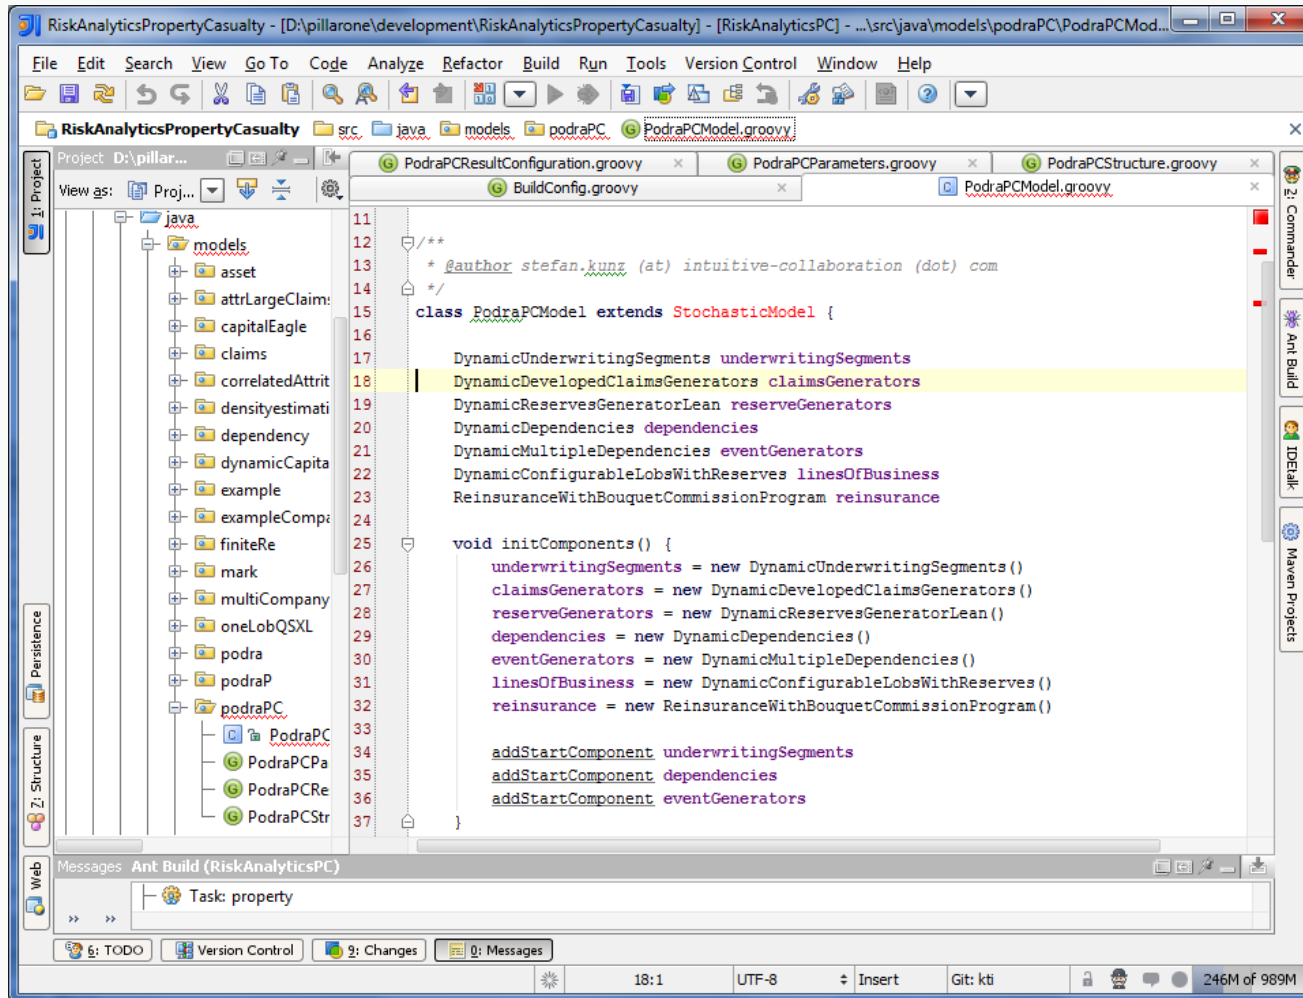 RiskAnalyticsPropertyCasualty - [D:\pillarone\development\RiskAnalyticsPropertyCasualty] - [RiskAnalyticsPC] - ...\src\java\models\podraPC\PodraPCMod...
File Edit Search View Go To Code Analyze Refactor Build Run Tools Version Control Window Help
RiskAnalyticsPropertyCasualty src java models podraPC PodraPCModel.groovy
Project D:\pillar...
PodraPCResultConfiguration.groovy PodraPCParameters.groovy PodraPCStructure.groovy
View as: Proj...
BuildConfig.groovy PodraPCModel.groovy
1: Project
Persistence
7: Structure
Web
java
models
asset
attrLargeClaim
capitalEagle
claims
correlatedAttrit
densityestimati
dependency
dynamicCapita
example
exampleCompa
finiteRe
mark
multiCompany
oneLobQSXL
podra
podraP
podraPC
PodraPC
PodraPCPa
PodraPCRe
PodraPCStr
11
12 /**
13 * @author stefan.kunz (at) intuitive-collaboration (dot) com
14 */
15 class PodraPCModel extends StochasticModel {
16
17 DynamicUnderwritingSegments underwritingSegments
18 DynamicDevelopedClaimsGenerators claimsGenerators
19 DynamicReservesGeneratorLean reserveGenerators
20 DynamicDependencies dependencies
21 DynamicMultipleDependencies eventGenerators
22 DynamicConfigurableLobsWithReserves linesOfBusiness
23 ReinsuranceWithBouquetCommissionProgram reinsurance
24
25 void initComponents() {
26 underwritingSegments = new DynamicUnderwritingSegments()
27 claimsGenerators = new DynamicDevelopedClaimsGenerators()
28 reserveGenerators = new DynamicReservesGeneratorLean()
29 dependencies = new DynamicDependencies()
30 eventGenerators = new DynamicMultipleDependencies()
31 linesOfBusiness = new DynamicConfigurableLobsWithReserves()
32 reinsurance = new ReinsuranceWithBouquetCommissionProgram()
33
34 addStartComponent underwritingSegments
35 addStartComponent dependencies
36 addStartComponent eventGenerators
37 }
2: Commander
Ant Build
IDEtalk
Maven Projects
Messages Ant Build (RiskAnalyticsPC)
Task: property
6: TODO Version Control 9: Changes 0: Messages
18:1 UTF-8 Insert Git: kti 246M of 989M